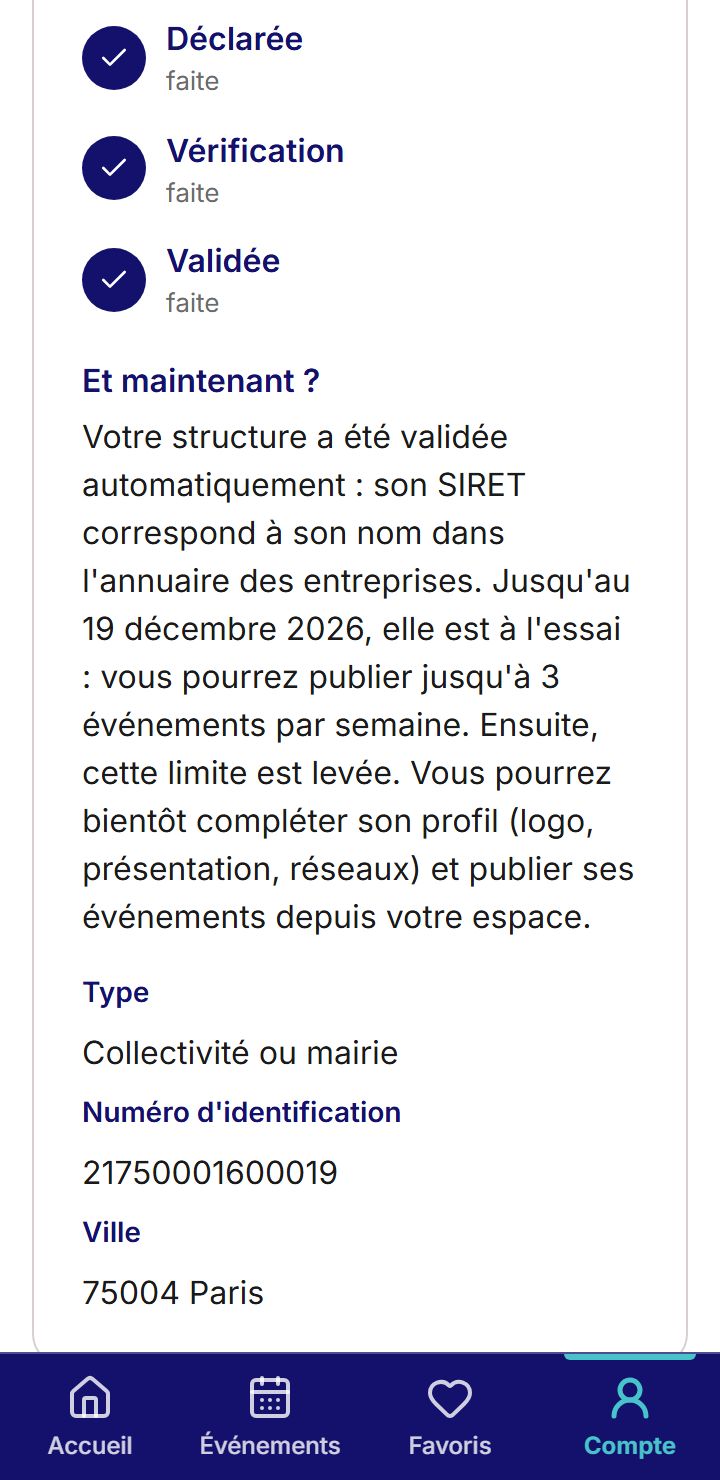 Déclarée
faite
Vérification
faite
Validée
faite
Et maintenant ?
Votre structure a été validée
automatiquement : son SIRET
correspond à son nom dans
l'annuaire des entreprises. Jusqu'au
19 décembre 2026, elle est à l'essai
: vous pourrez publier jusqu'à 3
événements par semaine. Ensuite,
cette limite est levée. Vous pourrez
bientôt compléter son profil (logo,
présentation, réseaux) et publier ses
événements depuis votre espace.
Type
Collectivité ou mairie
Numéro d'identification
21750001600019
Ville
75004 Paris
Accueil
Événements
Favoris
Compte